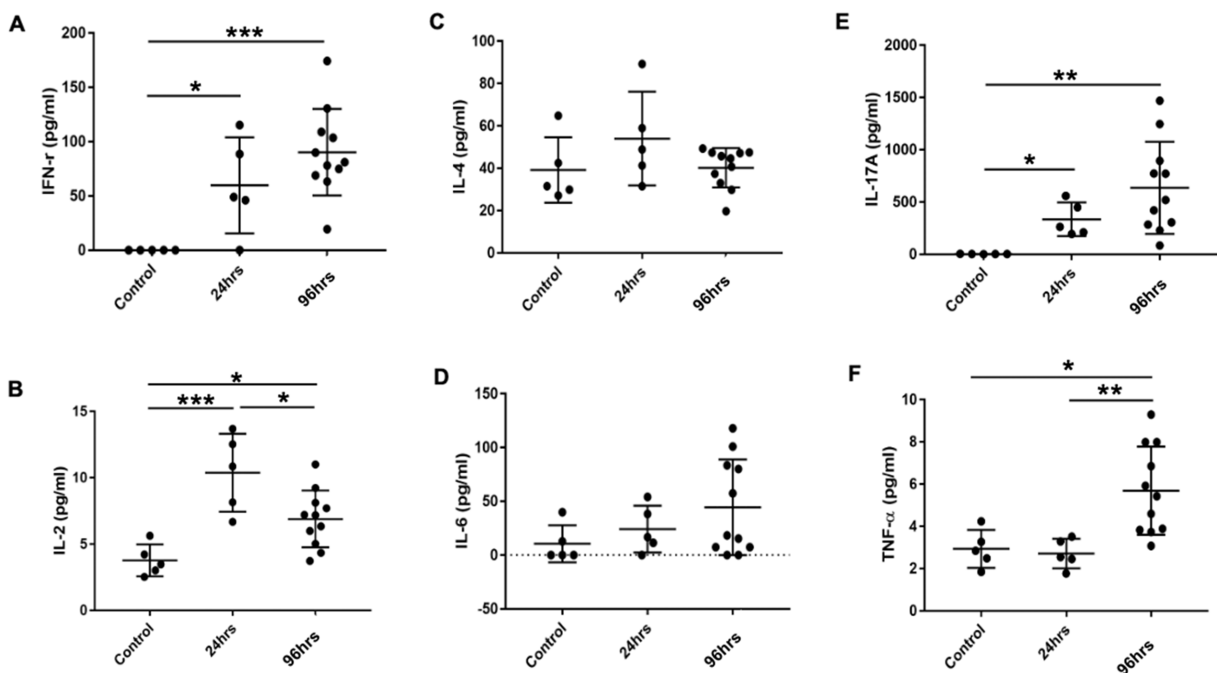 A
IFN-r (pg/ml)
200
150
100
50
0
***
*
Control
24hrs
96hrs
C
IL-4 (pg/ml)
100
80
60
40
20
0
Control
24hrs
96hrs
E
IL-17A (pg/ml)
2000
1500
1000
500
0
**
*
Control
24hrs
96hrs
B
IL-2 (pg/ml)
15
10
5
0
*
***
*
Control
24hrs
96hrs
D
IL-6 (pg/ml)
150
100
50
0
-50
Control
24hrs
96hrs
F
TNF-α (pg/ml)
10
8
6
4
2
0
*
**
Control
24hrs
96hrs